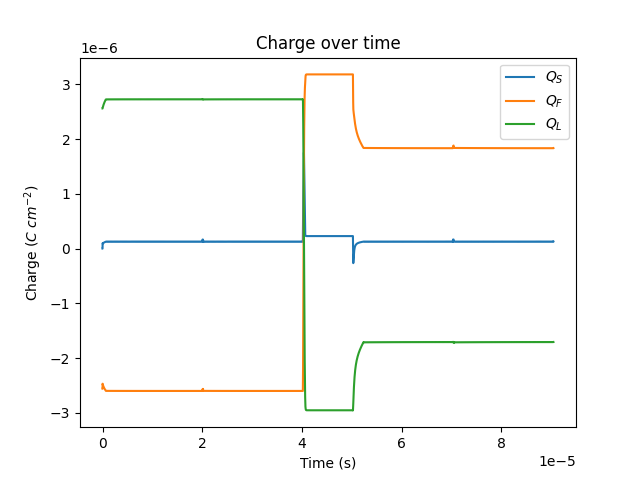 Charge over time
1e−6
Q_S
Q_F
Q_L
3
2
1
0
−1
−2
−3
Charge (C cm⁻²)
0 2 4 6 8
1e−5
Time (s)